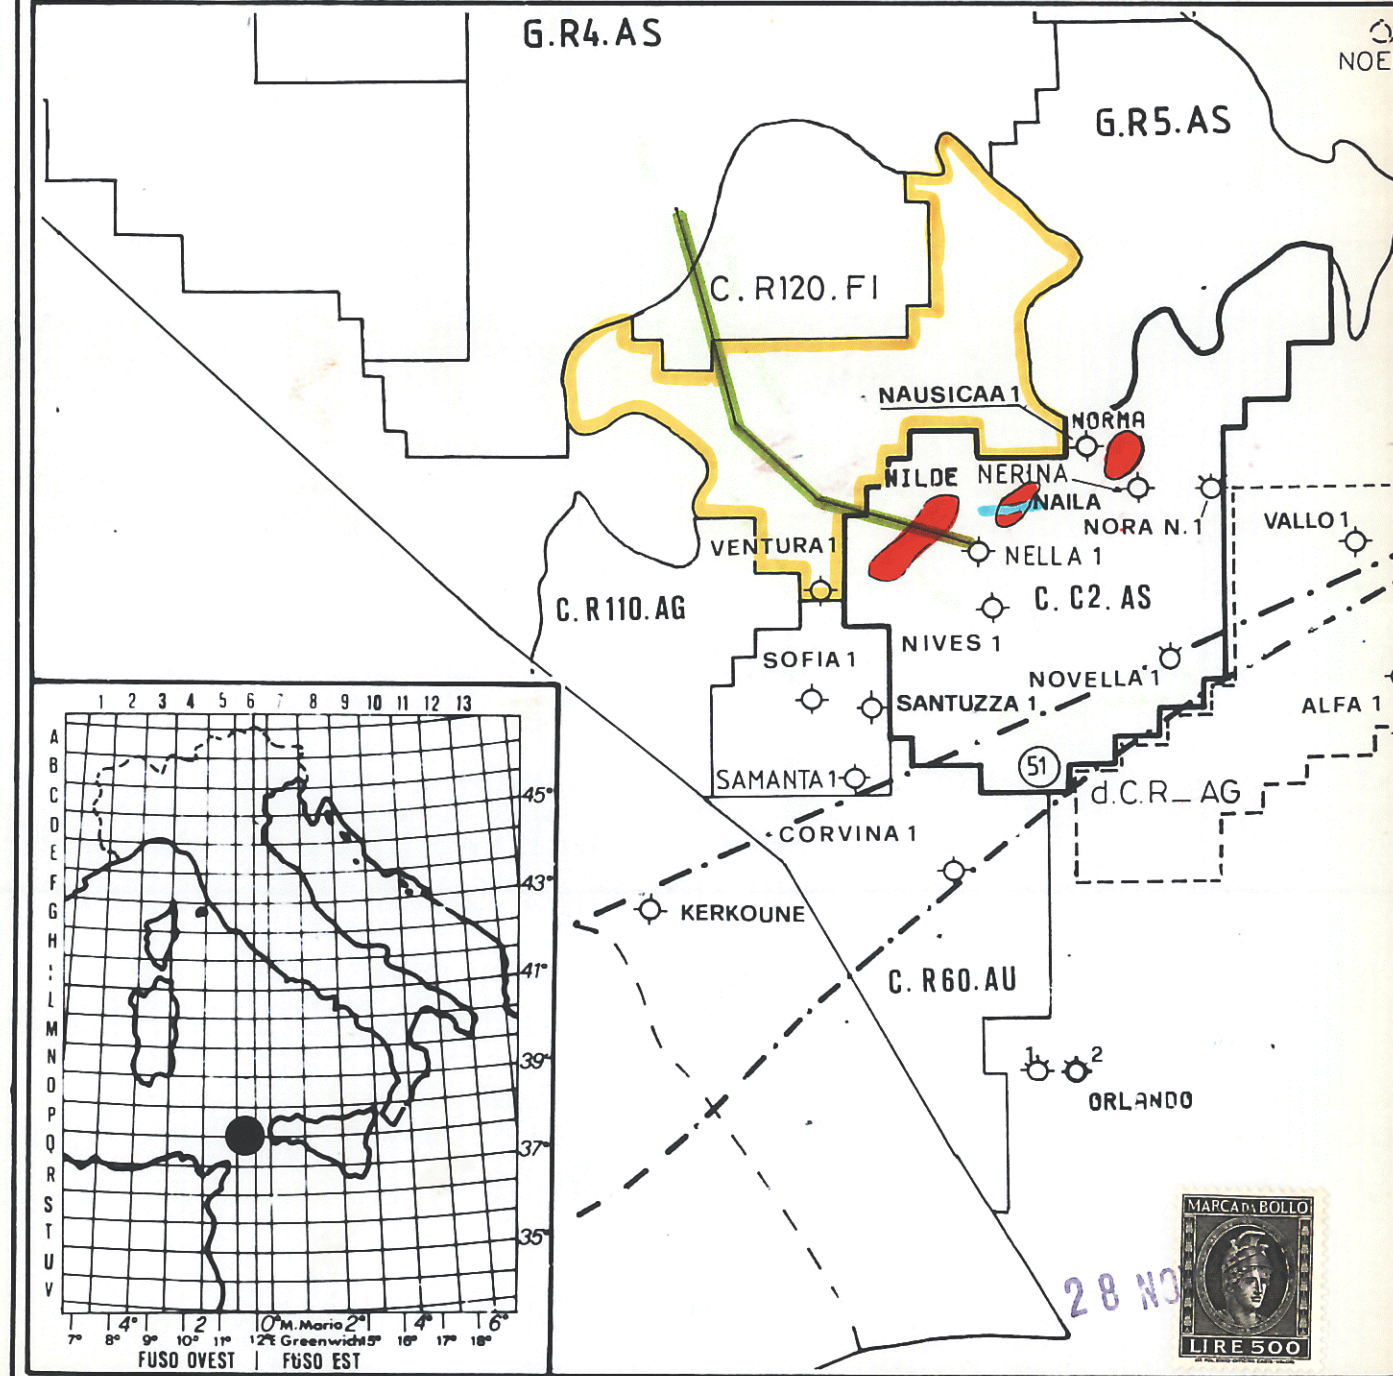 G.R4.AS
NOE
G.R5.AS
C. R120. FI
NAUSICAA 1
NORMA
NILDE
NERINA
NAILA
NORA N.1
VALLO 1
VENTURA 1
NELLA 1
C. R110. AG
C. C2. AS
NIVES 1
SOFIA 1
NOVELLA 1
SANTUZZA 1
ALFA 1
51
SAMANTA 1
d.C.R_ AG
CORVINA 1
KERKOUNE
C. R60. AU
1 2
ORLANDO
1 2 3 4 5 6 7 8 9 10 11 12 13
A
B
C
D
E
F
G
H
I
L
M
N
O
P
Q
R
S
T
U
V
45°
43°
41°
39°
37°
35°
4° 2 0° M. Mario 2° 4° 6°
7° 8° 9° 10° 11° 12° E Greenwich 15° 16° 17° 18°
FUSO OVEST | FUSO EST
28 NO
MARCA DA BOLLO
LIRE 500